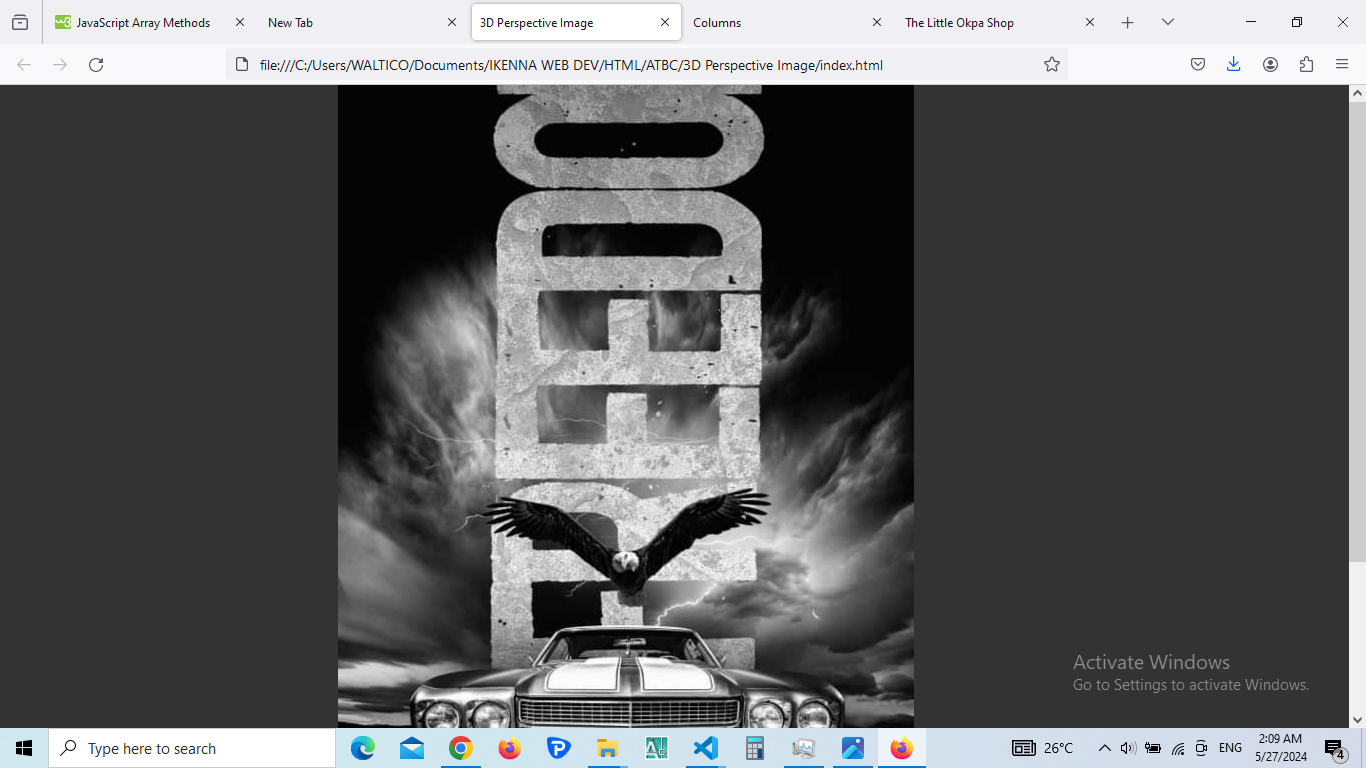 JavaScript Array Methods
New Tab
3D Perspective Image
Columns
The Little Okpa Shop
file:///C:/Users/WALTICO/Documents/IKENNA WEB DEV/HTML/ATBC/3D Perspective Image/index.html
FREEDO
Activate Windows
Go to Settings to activate Windows.
Type here to search
26°C
ENG
2:09 AM
5/27/2024
4